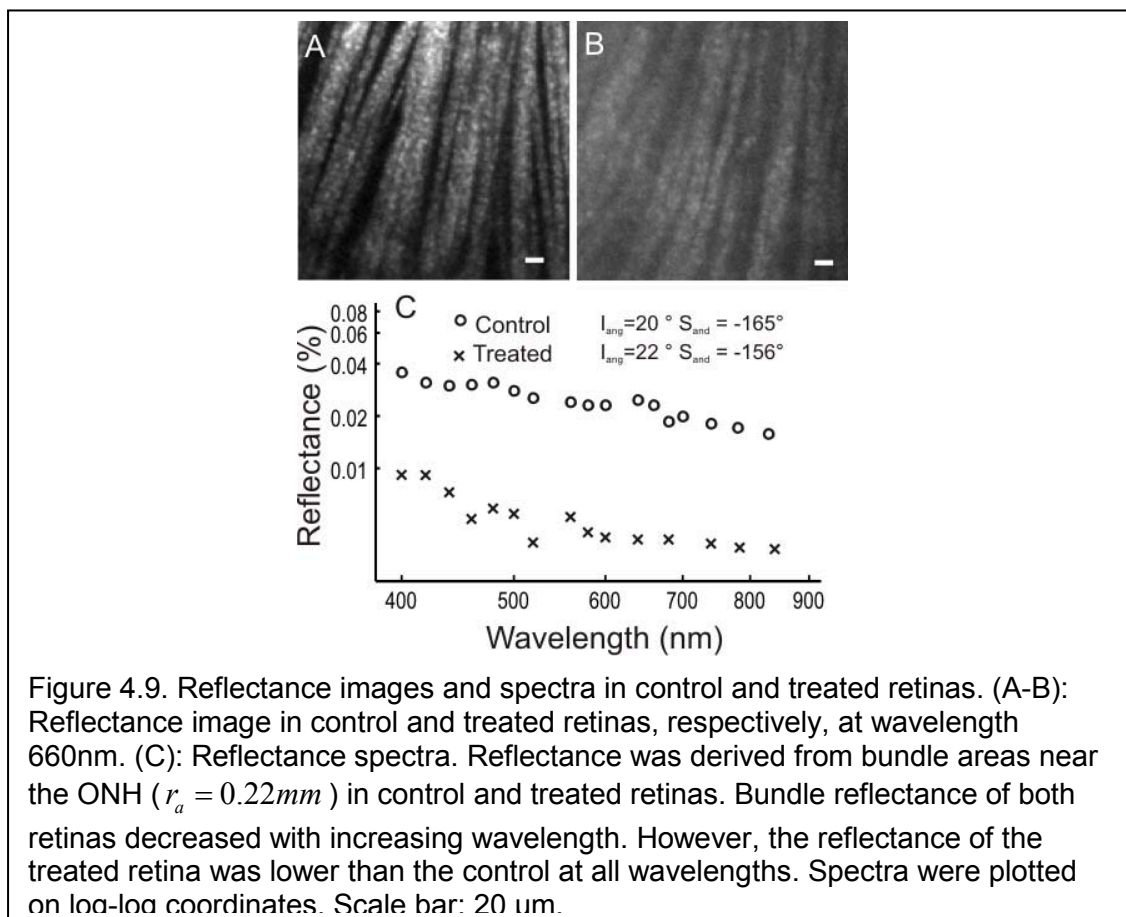 A B
C
0.08
0.06
0.04
0.02
0.01
Reflectance (%)
Control I_ang=20 ° S_and = -165°
Treated I_ang=22 ° S_and = -156°
400 500 600 700 800 900
Wavelength (nm)
Figure 4.9. Reflectance images and spectra in control and treated retinas. (A-B):
Reflectance image in control and treated retinas, respectively, at wavelength
660nm. (C): Reflectance spectra. Reflectance was derived from bundle areas near
the ONH ( r_a = 0.22mm ) in control and treated retinas. Bundle reflectance of both
retinas decreased with increasing wavelength. However, the reflectance of the
treated retina was lower than the control at all wavelengths. Spectra were plotted
on log-log coordinates. Scale bar: 20 μm.